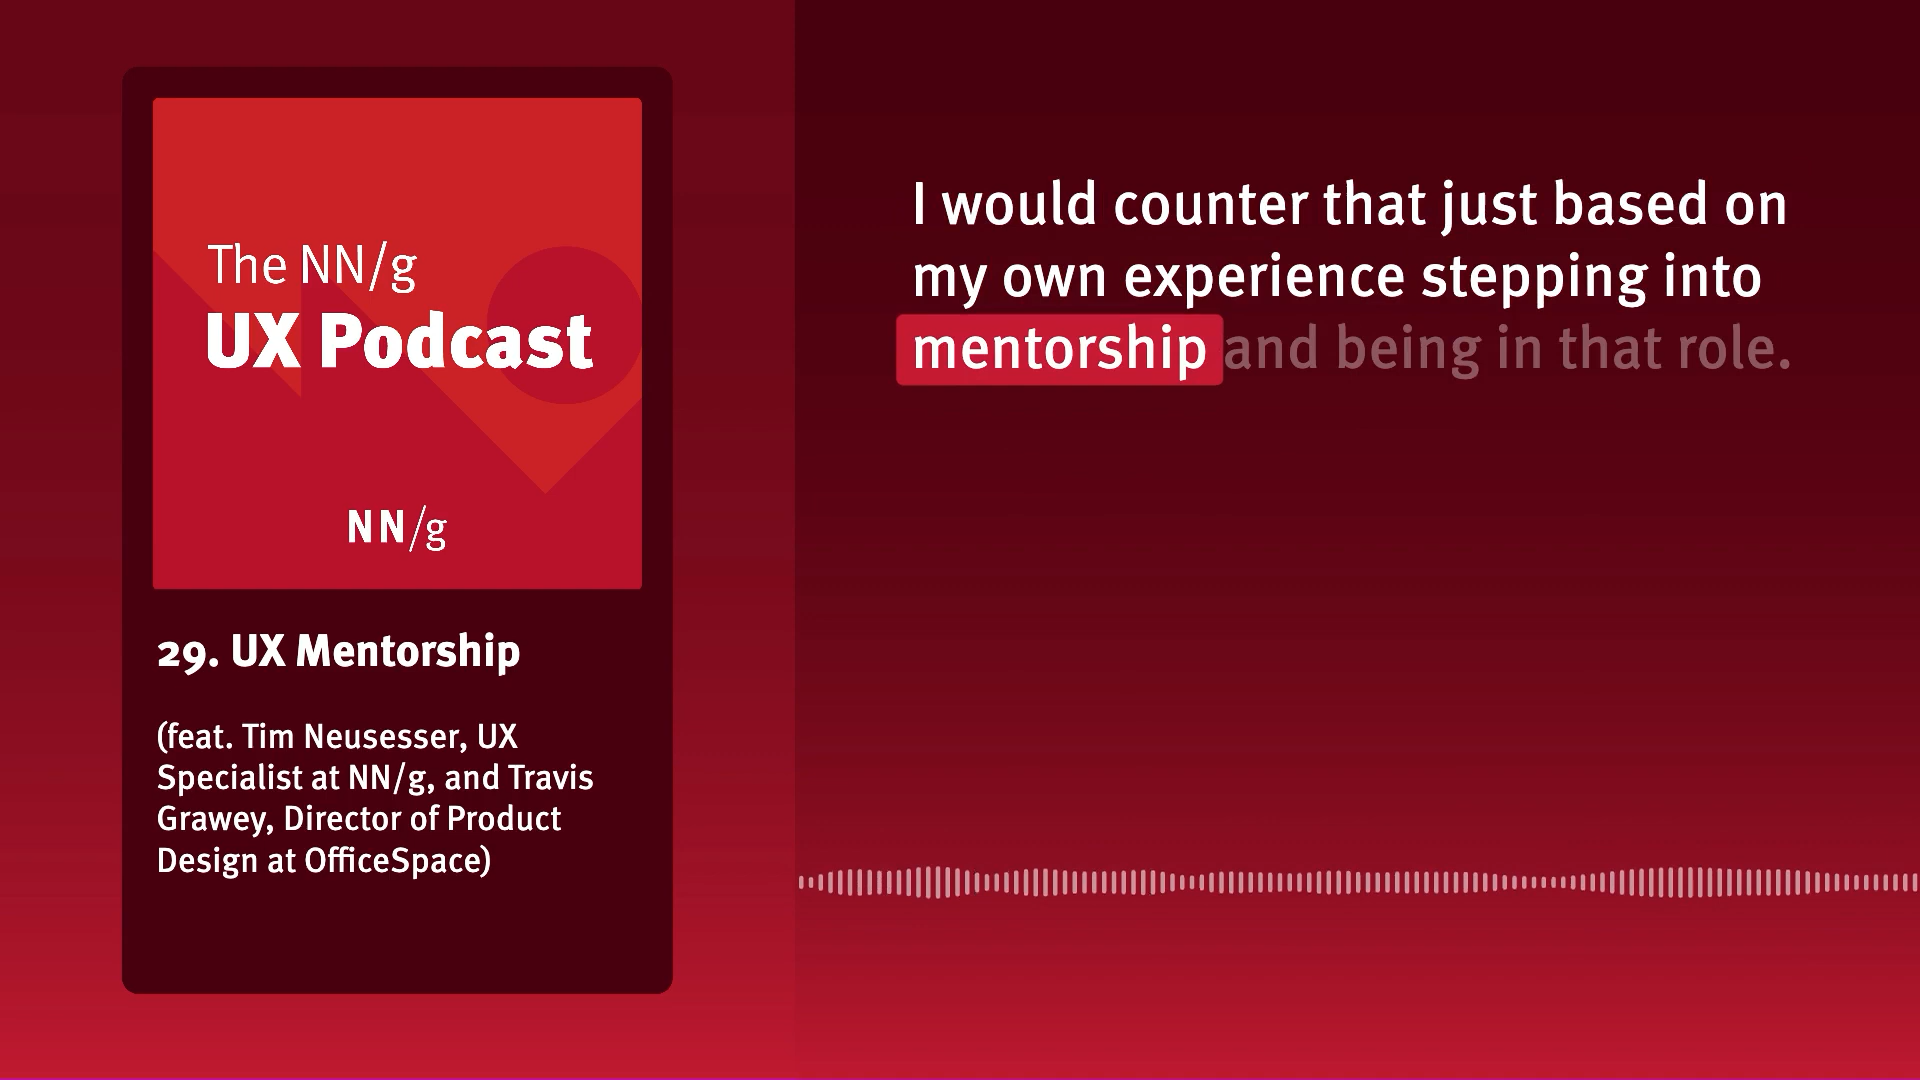 The NN/g
UX Podcast
NN/g
29. UX Mentorship
(feat. Tim Neusesser, UX
Specialist at NN/g, and Travis
Grawey, Director of Product
Design at OfficeSpace)
I would counter that just based on
my own experience stepping into
mentorship and being in that role.